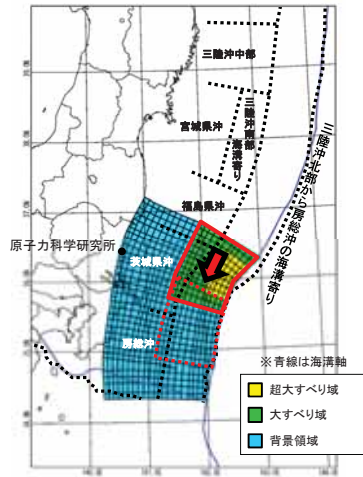 三陸沖中部
三陸沖南部
海溝寄り
宮城県沖
三陸沖北部から房総沖の海溝寄り
福島県沖
原子力科学研究所
茨城県沖
房総沖
※青線は海溝軸
超大すべり域
大すべり域
背景領域